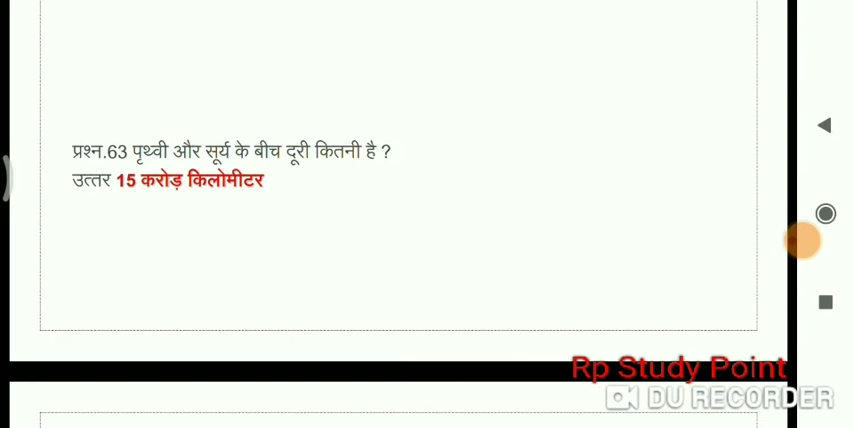 प्रश्न.63 पृथ्वी और सूर्य के बीच दूरी कितनी है ?
उत्तर 15 करोड़ किलोमीटर
Rp Study Point
DU RECORDER